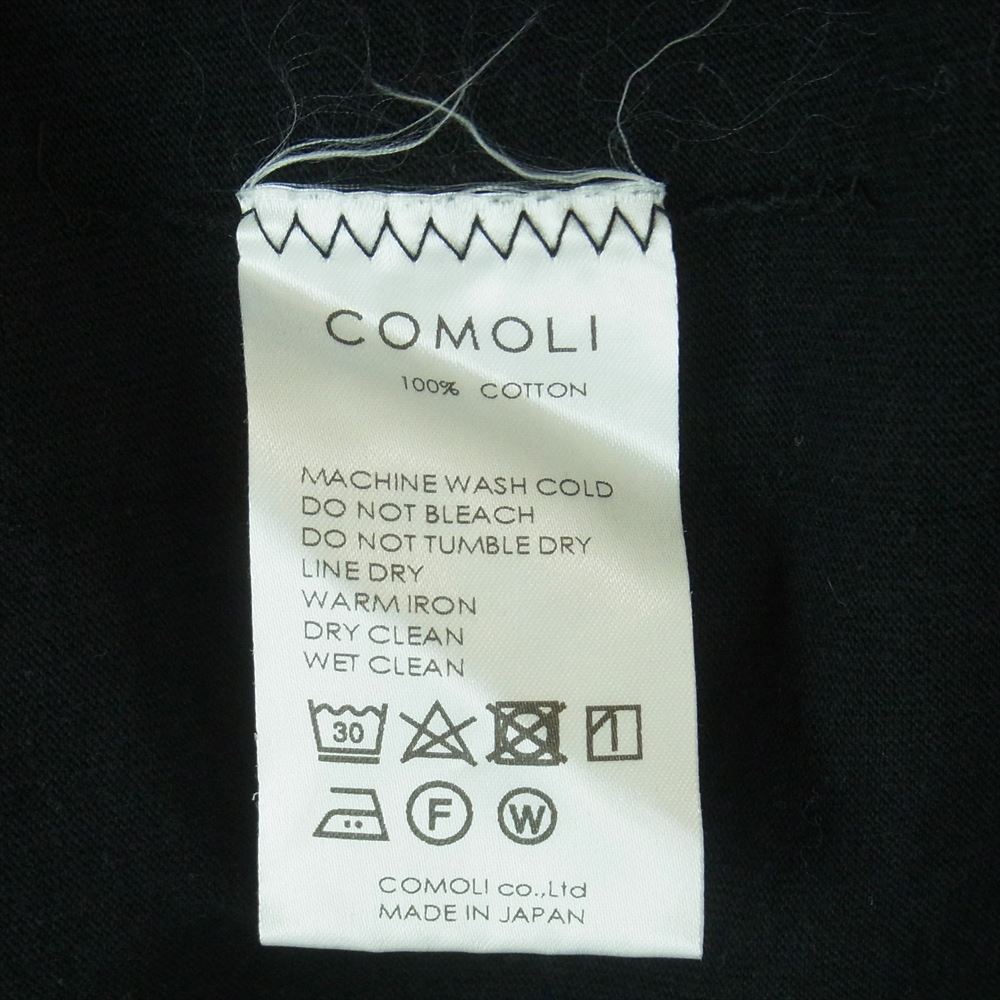 COMOLI
100% COTTON
MACHINE WASH COLD
DO NOT BLEACH
DO NOT TUMBLE DRY
LINE DRY
WARM IRON
DRY CLEAN
WET CLEAN
30
F W
COMOLI co.,Ltd
MADE IN JAPAN